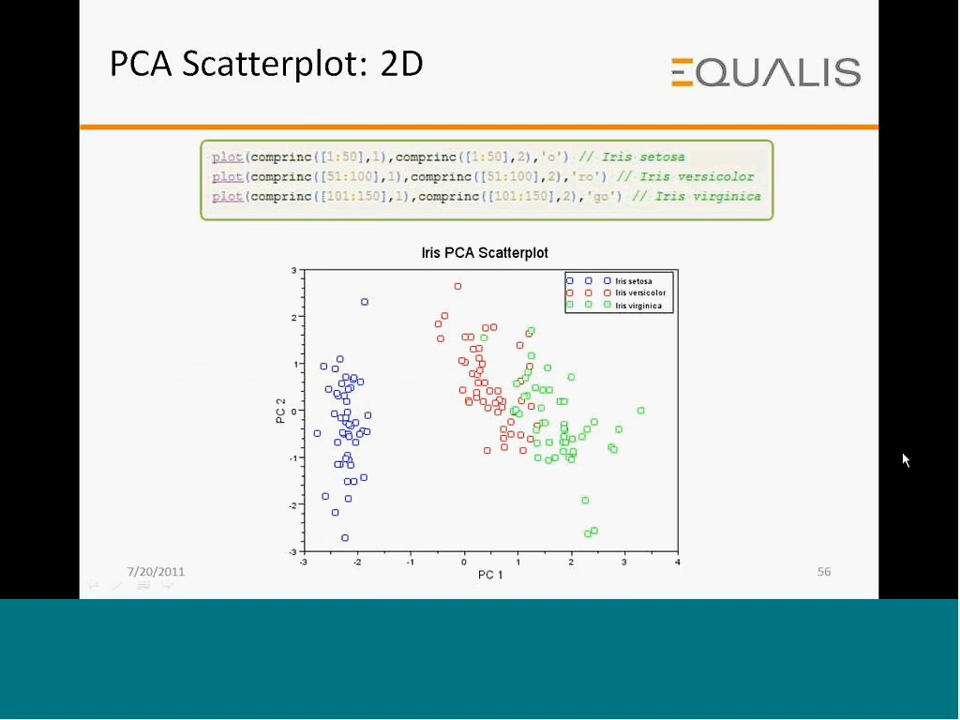 PCA Scatterplot: 2D
EQUALIS
plot(comprinc([1:50],1),comprinc([1:50],2),'o') // Iris setosa
plot(comprinc([51:100],1),comprinc([51:100],2),'ro') // Iris versicolor
plot(comprinc([101:150],1),comprinc([101:150],2),'go') // Iris virginica
Iris PCA Scatterplot
Iris setosa
Iris versicolor
Iris virginica
3
2
1
0
-1
-2
-3
PC 2
-3 -2 -1 0 1 2 3 4
PC 1
7/20/2011
56